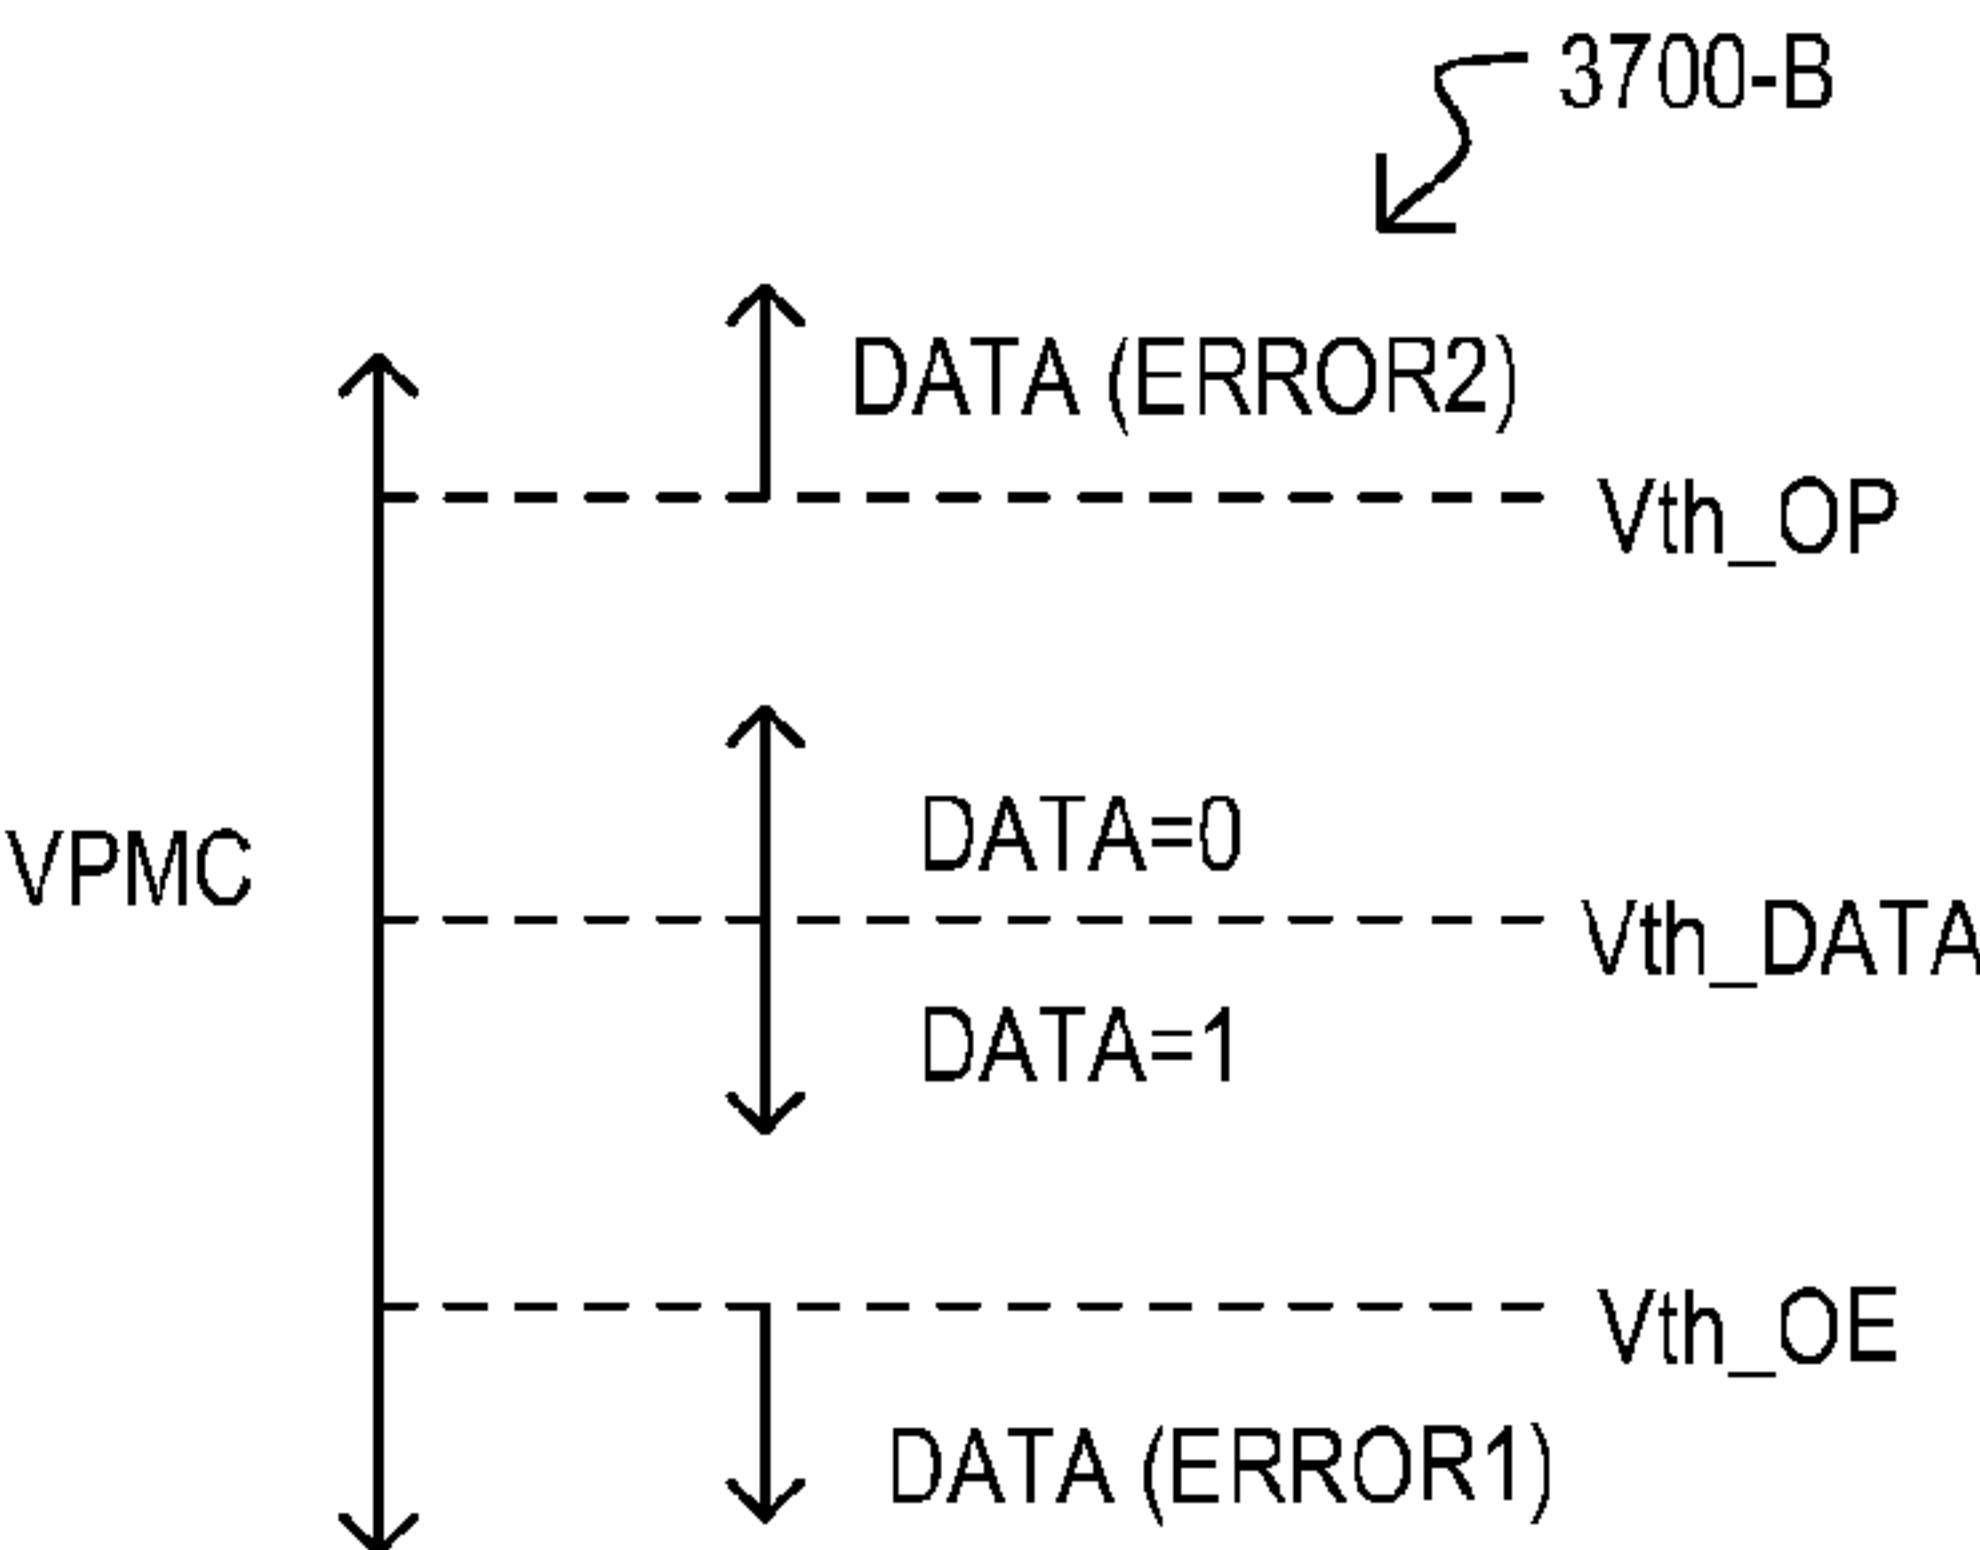 3700-B
DATA (ERROR2)
Vth_OP
DATA=0
VPMC
Vth_DATA
DATA=1
Vth_OE
DATA (ERROR1)